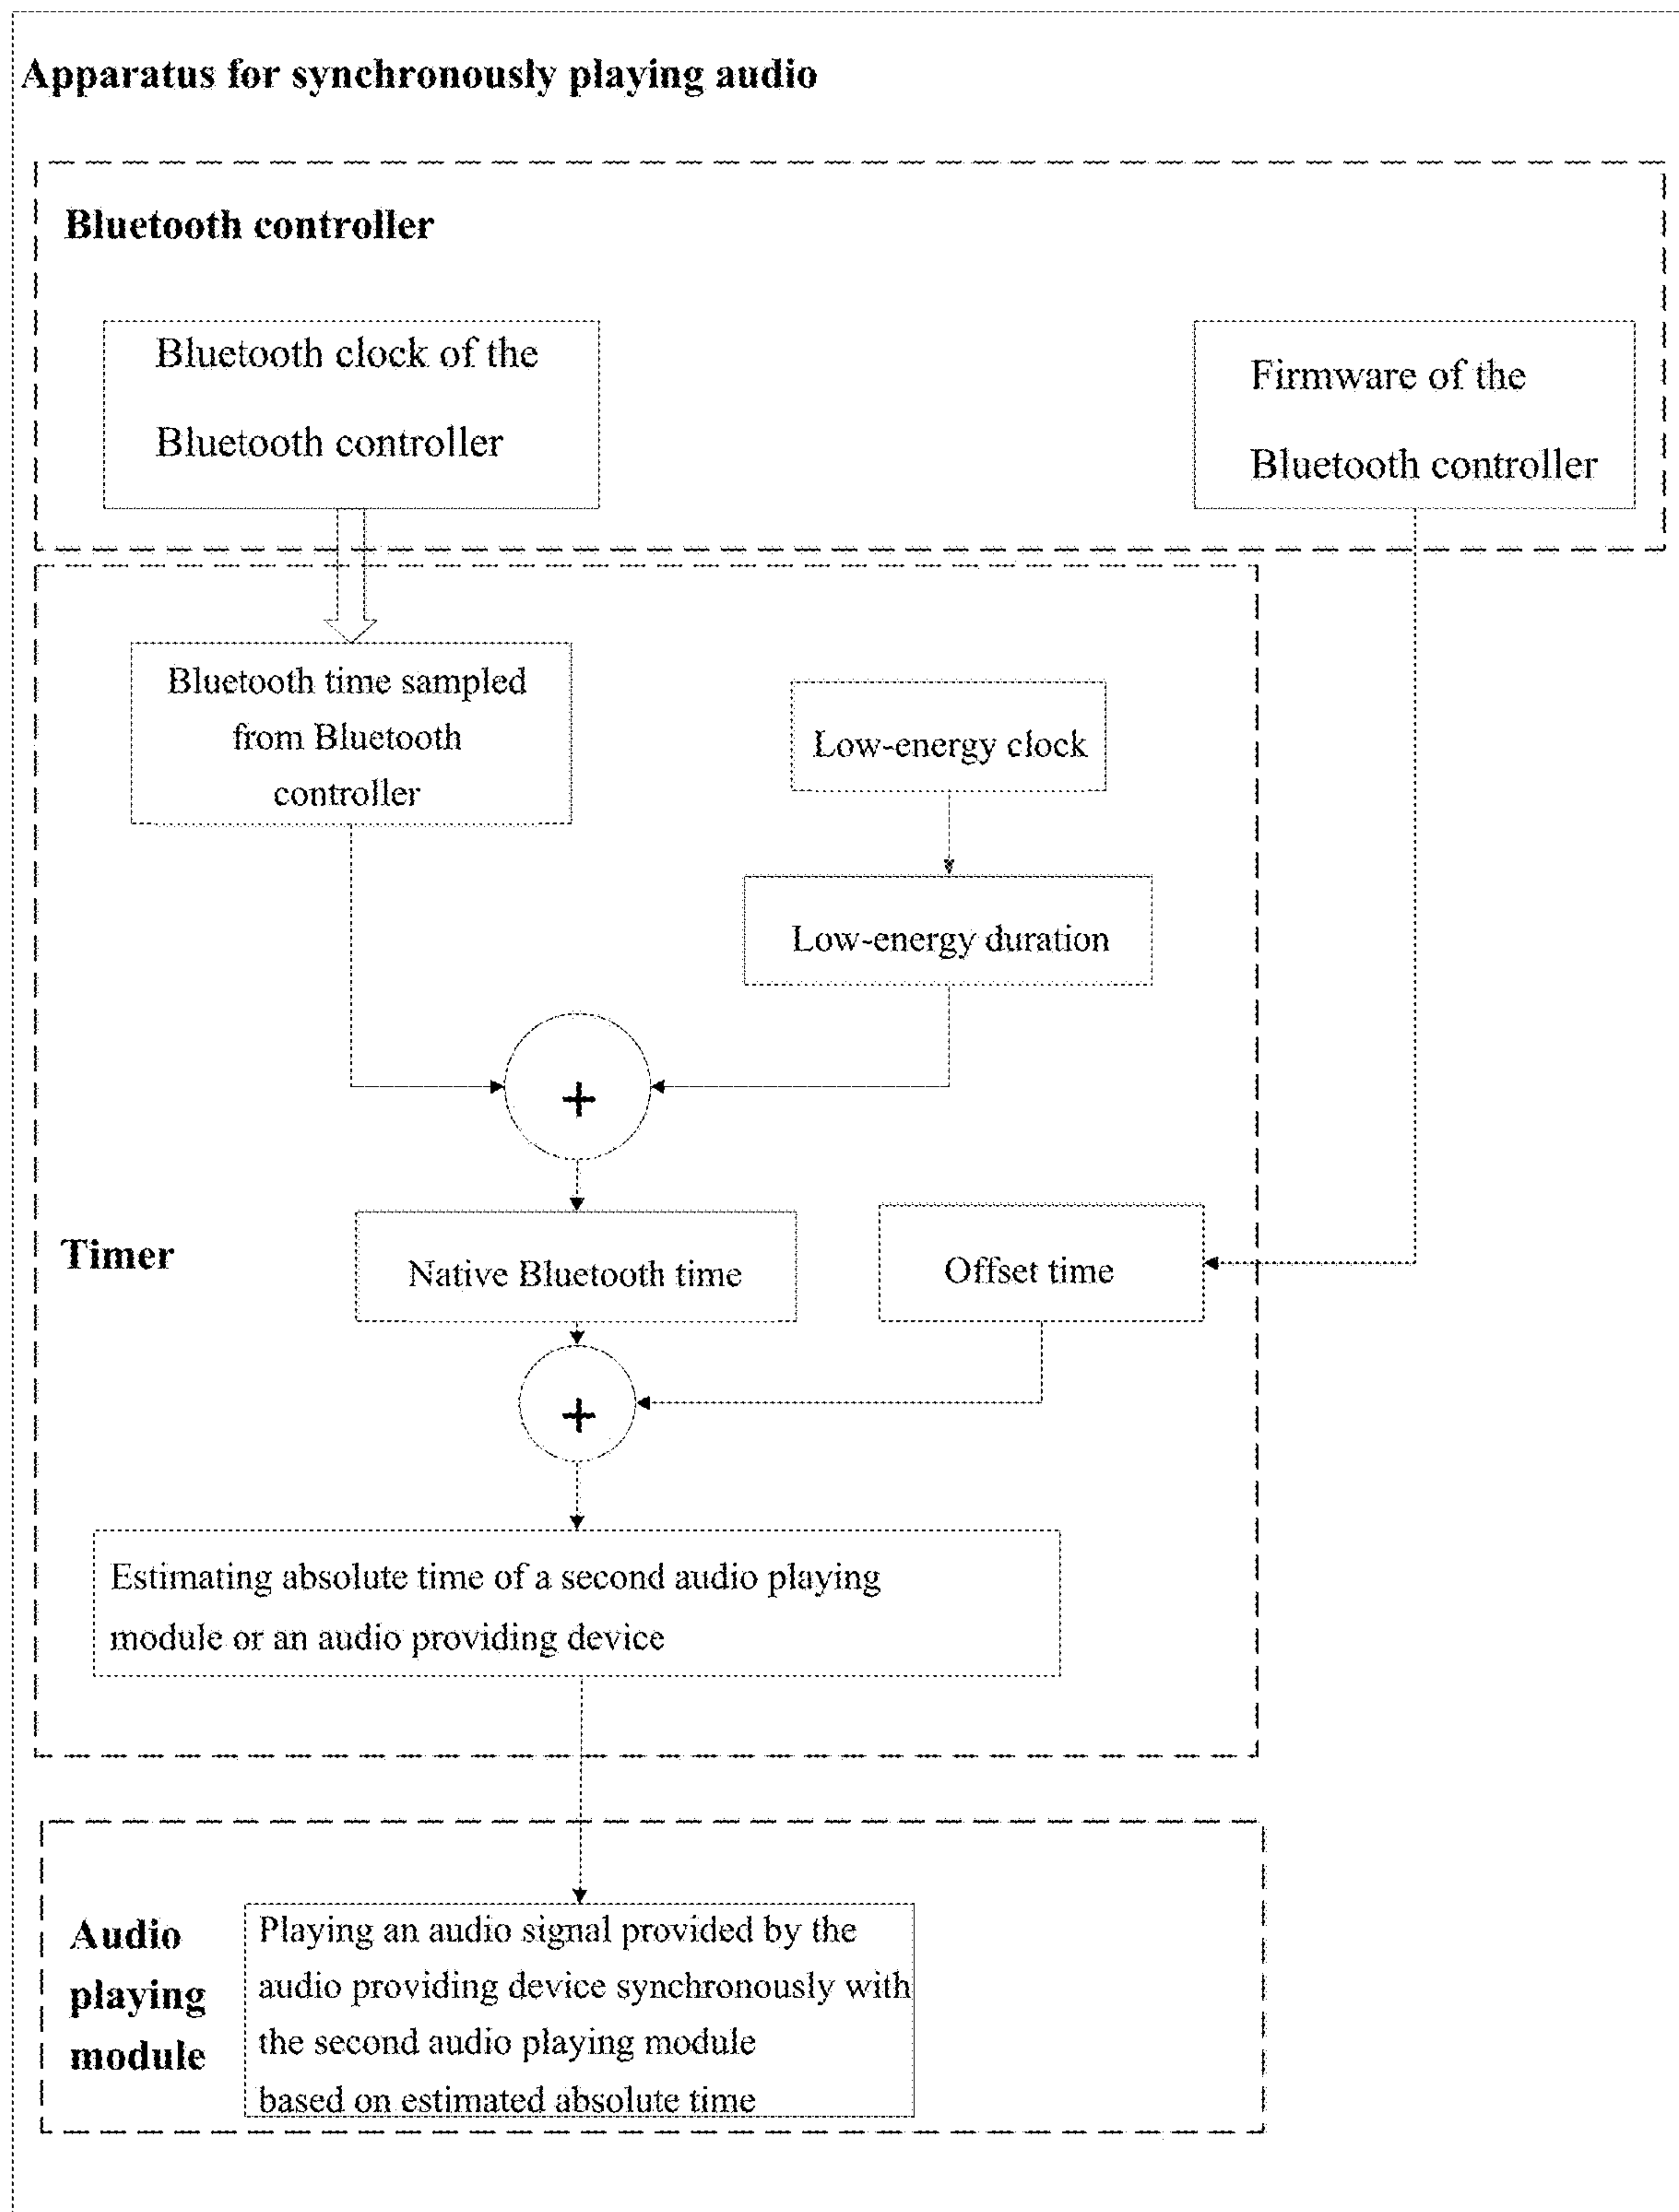 Apparatus for synchronously playing audio
Bluetooth controller
Bluetooth clock of the
Bluetooth controller
Firmware of the
Bluetooth controller
Bluetooth time sampled
from Bluetooth
controller
Low-energy clock
Low-energy duration
+
Timer
Native Bluetooth time
Offset time
+
Estimating absolute time of a second audio playing
module or an audio providing device
Audio
playing
module
Playing an audio signal provided by the
audio providing device synchronously with
the second audio playing module
based on estimated absolute time